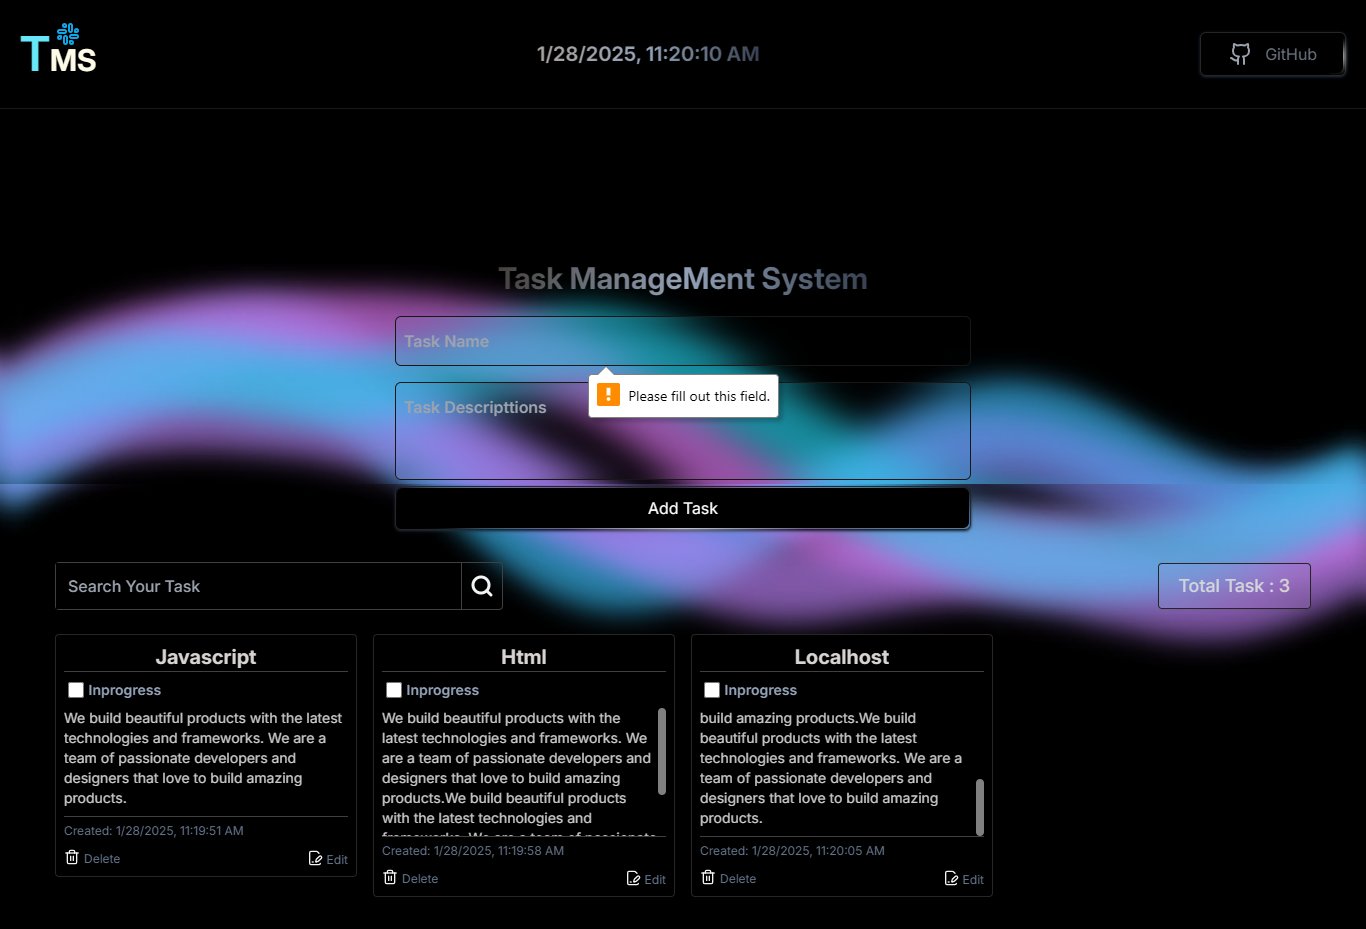 TMS
1/28/2025, 11:20:10 AM
GitHub
Task ManageMent System
Task Name
Please fill out this field.
Task Descripttions
Add Task
Search Your Task
Total Task : 3
Javascript
Inprogress
We build beautiful products with the latest
technologies and frameworks. We are a
team of passionate developers and
designers that love to build amazing
products.
Created: 1/28/2025, 11:19:51 AM
Delete
Edit
Html
Inprogress
We build beautiful products with the
latest technologies and frameworks. We
are a team of passionate developers and
designers that love to build amazing
products.We build beautiful products
with the latest technologies and
frameworks. We are a team of passionate
Created: 1/28/2025, 11:19:58 AM
Delete
Edit
Localhost
Inprogress
build amazing products.We build
beautiful products with the latest
technologies and frameworks. We are a
team of passionate developers and
designers that love to build amazing
products.
Created: 1/28/2025, 11:20:05 AM
Delete
Edit